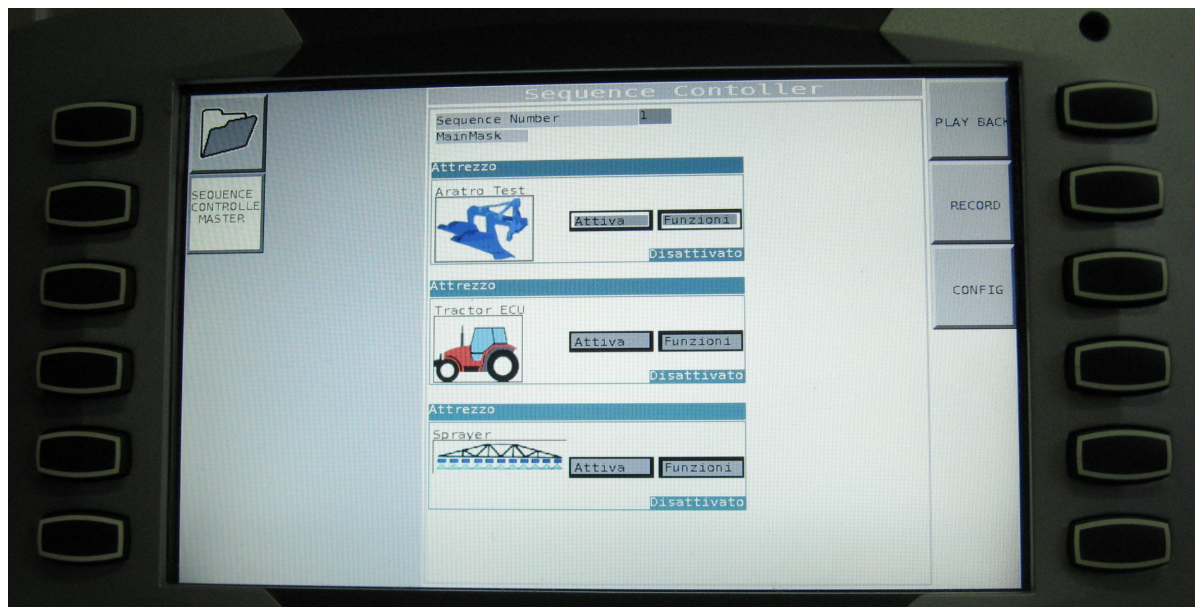 Sequence Contoller
Sequence Number 1
MainMask
SEQUENCE
CONTROLLE
MASTER
Attrezzo
Aratro Test
Attiva Funzioni
Disattivato
Attrezzo
Tractor ECU
Attiva Funzioni
Disattivato
Attrezzo
Sprayer
Attiva Funzioni
Disattivato
PLAY BACK
RECORD
CONFIG